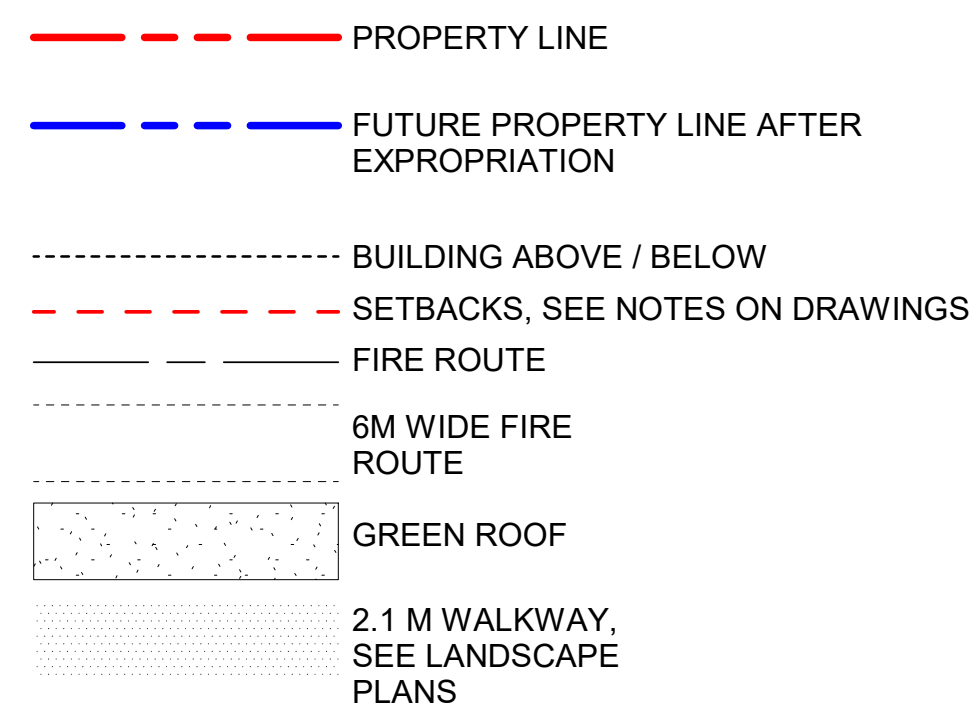 PROPERTY LINE
FUTURE PROPERTY LINE AFTER
EXPROPRIATION
BUILDING ABOVE / BELOW
SETBACKS, SEE NOTES ON DRAWINGS
FIRE ROUTE
6M WIDE FIRE
ROUTE
GREEN ROOF
2.1 M WALKWAY,
SEE LANDSCAPE
PLANS